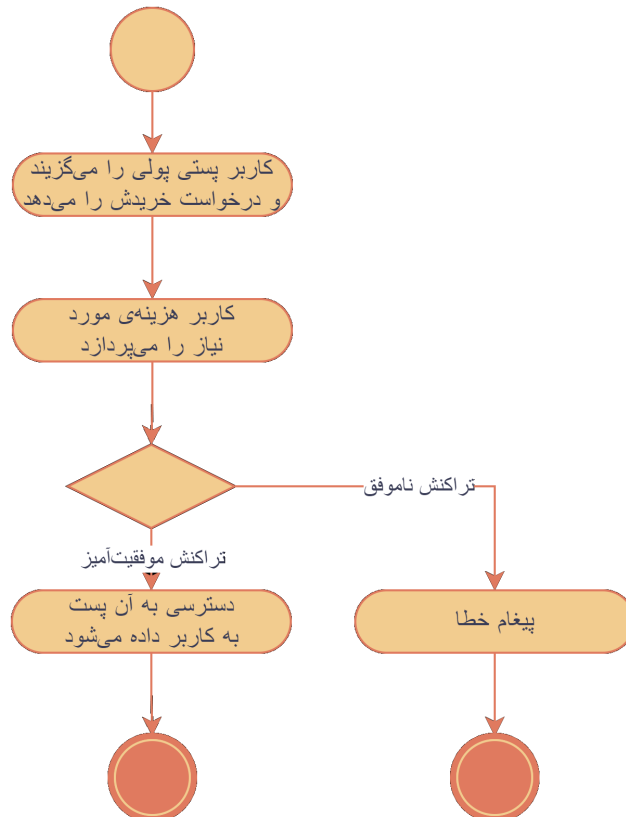 کاربر پستی پولی را می‌گزیند
و درخواست خریدش را می‌دهد
کاربر هزینه‌ی مورد
نیاز را می‌پردازد
تراکنش ناموفق
تراکنش موفقیت‌آمیز
دسترسی به آن پست
به کاربر داده می‌شود
پیغام خطا